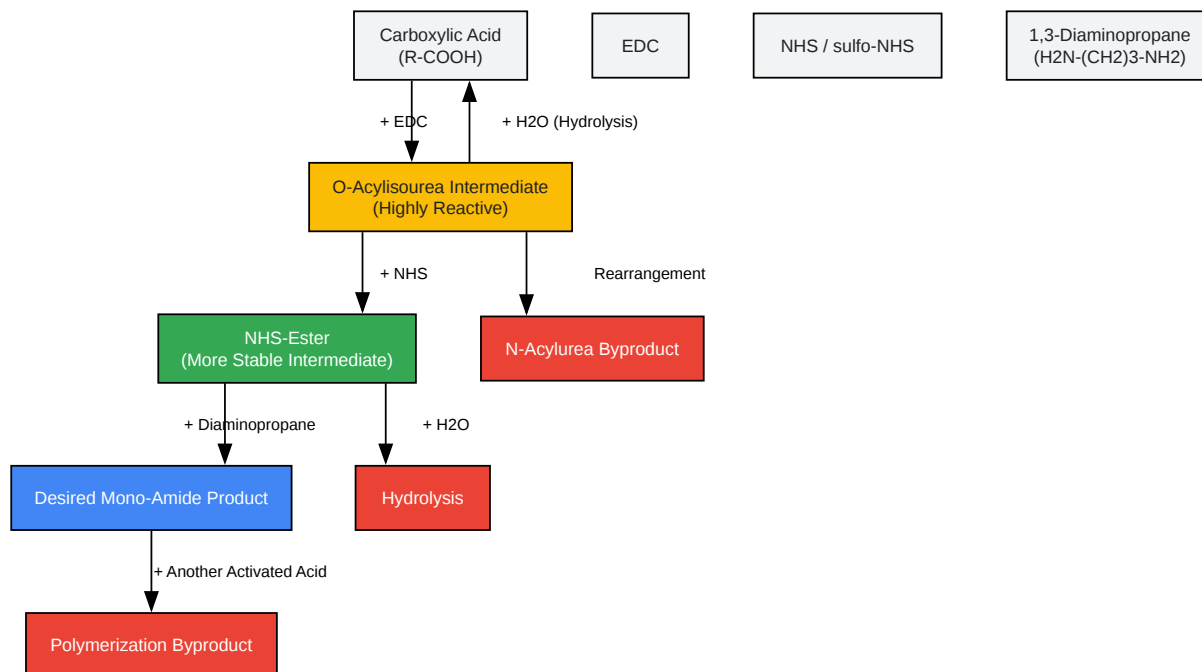 Carboxylic Acid
(R-COOH)
EDC
NHS / sulfo-NHS
1,3-Diaminopropane
(H2N-(CH2)3-NH2)
+ EDC
+ H2O (Hydrolysis)
O-Acylisourea Intermediate
(Highly Reactive)
+ NHS
Rearrangement
NHS-Ester
(More Stable Intermediate)
N-Acylurea Byproduct
+ Diaminopropane
+ H2O
Desired Mono-Amide Product
Hydrolysis
+ Another Activated Acid
Polymerization Byproduct